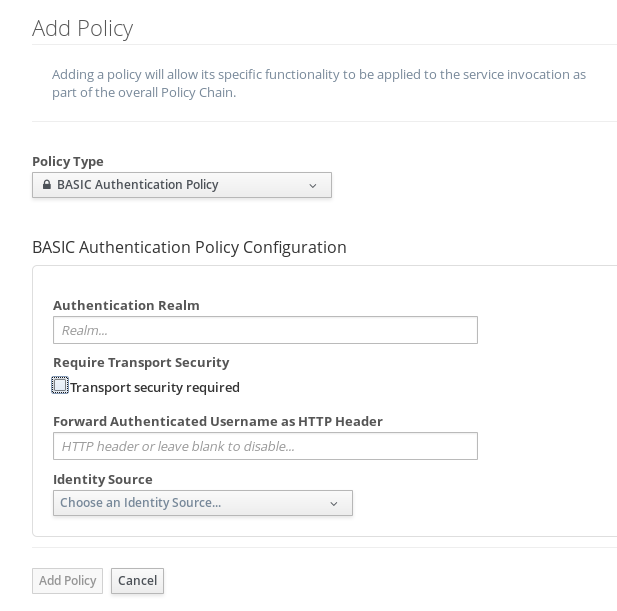 Add Policy
Adding a policy will allow its specific functionality to be applied to the service invocation as
part of the overall Policy Chain.
Policy Type
BASIC Authentication Policy
BASIC Authentication Policy Configuration
Authentication Realm
Realm...
Require Transport Security
Transport security required
Forward Authenticated Username as HTTP Header
HTTP header or leave blank to disable...
Identity Source
Choose an Identity Source...
Add Policy Cancel